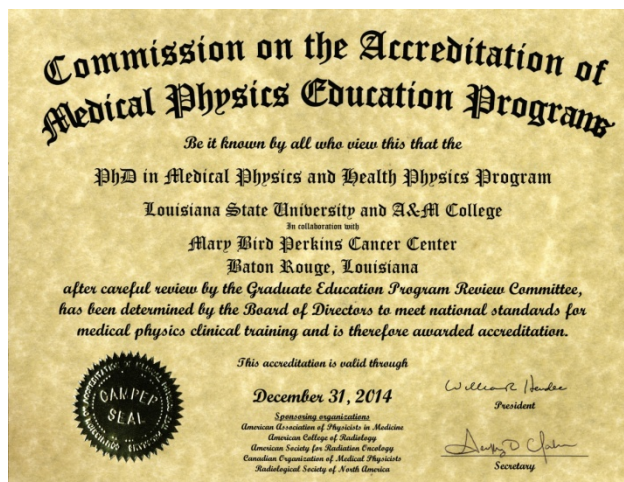 Commission on the Accreditation of
Medical Physics Education Programs
Be it known by all who view this that the
PhD in Medical Physics and Health Physics Program
Louisiana State University and A&M College
In collaboration with
Mary Bird Perkins Cancer Center
Baton Rouge, Louisiana
after careful review by the Graduate Education Program Review Committee,
has been determined by the Board of Directors to meet national standards for
medical physics clinical training and is therefore awarded accreditation.
This accreditation is valid through
December 31, 2014
Sponsoring organizations
American Association of Physicists in Medicine
American College of Radiology
American Society for Radiation Oncology
Canadian Organization of Medical Physicists
Radiological Society of North America
CAMPEP
SEAL
President
Secretary